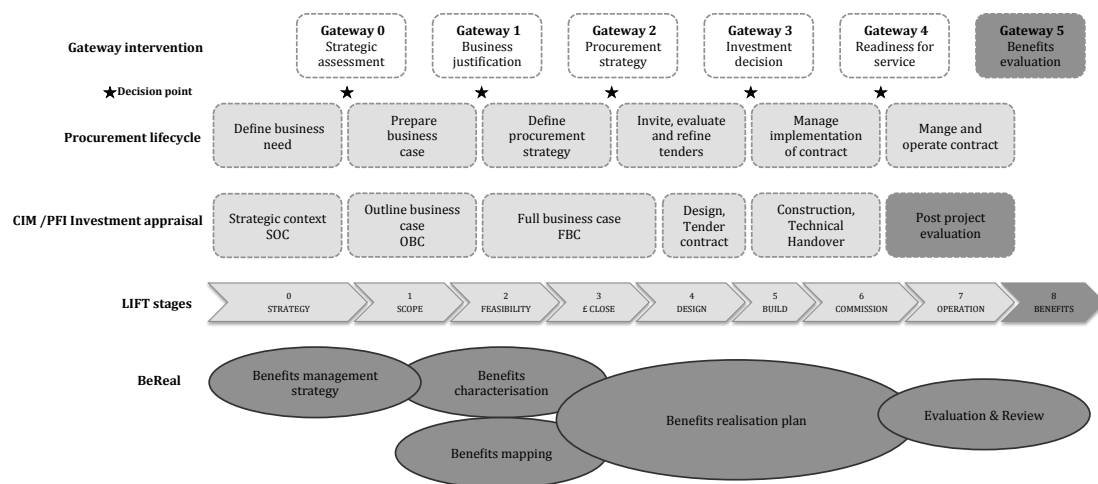 Gateway intervention
Gateway 0
Strategic
assessment
Gateway 1
Business
justification
Gateway 2
Procurement
strategy
Gateway 3
Investment
decision
Gateway 4
Readiness for
service
Gateway 5
Benefits
evaluation
★Decision point
Procurement lifecycle
Define business
need
Prepare
business
case
Define
procurement
strategy
Invite, evaluate
and refine
tenders
Manage
implementation
of contract
Mange and
operate contract
CIM /PFI Investment appraisal
Strategic context
SOC
Outline business
case
OBC
Full business case
FBC
Design,
Tender
contract
Construction,
Technical
Handover
Post project
evaluation
LIFT stages
0
STRATEGY
1
SCOPE
2
FEASIBILITY
3
£ CLOSE
4
DESIGN
5
BUILD
6
COMMISSION
7
OPERATION
8
BENEFITS
BeReal
Benefits management
strategy
Benefits
characterisation
Benefits mapping
Benefits realisation plan
Evaluation & Review